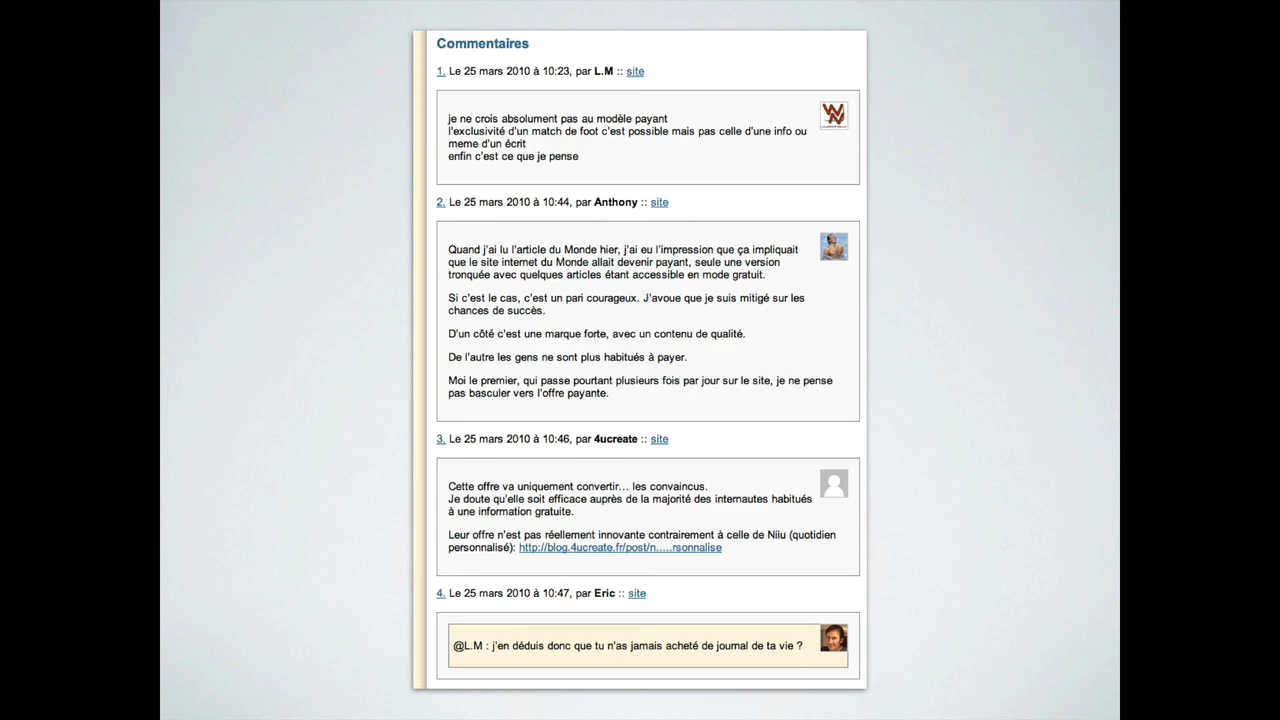 Commentaires
1. Le 25 mars 2010 à 10:23, par L.M :: site
je ne crois absolument pas au modèle payant
l'exclusivité d'un match de foot c'est possible mais pas celle d'une info ou
meme d'un écrit
enfin c'est ce que je pense
2. Le 25 mars 2010 à 10:44, par Anthony :: site
Quand j'ai lu l'article du Monde hier, j'ai eu l'impression que ça impliquait
que le site internet du Monde allait devenir payant, seule une version
tronquée avec quelques articles étant accessible en mode gratuit.
Si c'est le cas, c'est un pari courageux. J'avoue que je suis mitigé sur les
chances de succès.
D'un côté c'est une marque forte, avec un contenu de qualité.
De l'autre les gens ne sont plus habitués à payer.
Moi le premier, qui passe pourtant plusieurs fois par jour sur le site, je ne pense
pas basculer vers l'offre payante.
3. Le 25 mars 2010 à 10:46, par 4ucreate :: site
Cette offre va uniquement convertir… les convaincus.
Je doute qu'elle soit efficace auprès de la majorité des internautes habitués
à une information gratuite.
Leur offre n'est pas réellement innovante contrairement à celle de Niiu (quotidien
personnalisé): http://blog.4ucreate.fr/post/n.....rsonnalise
4. Le 25 mars 2010 à 10:47, par Eric :: site
@L.M : j'en déduis donc que tu n'as jamais acheté de journal de ta vie ?